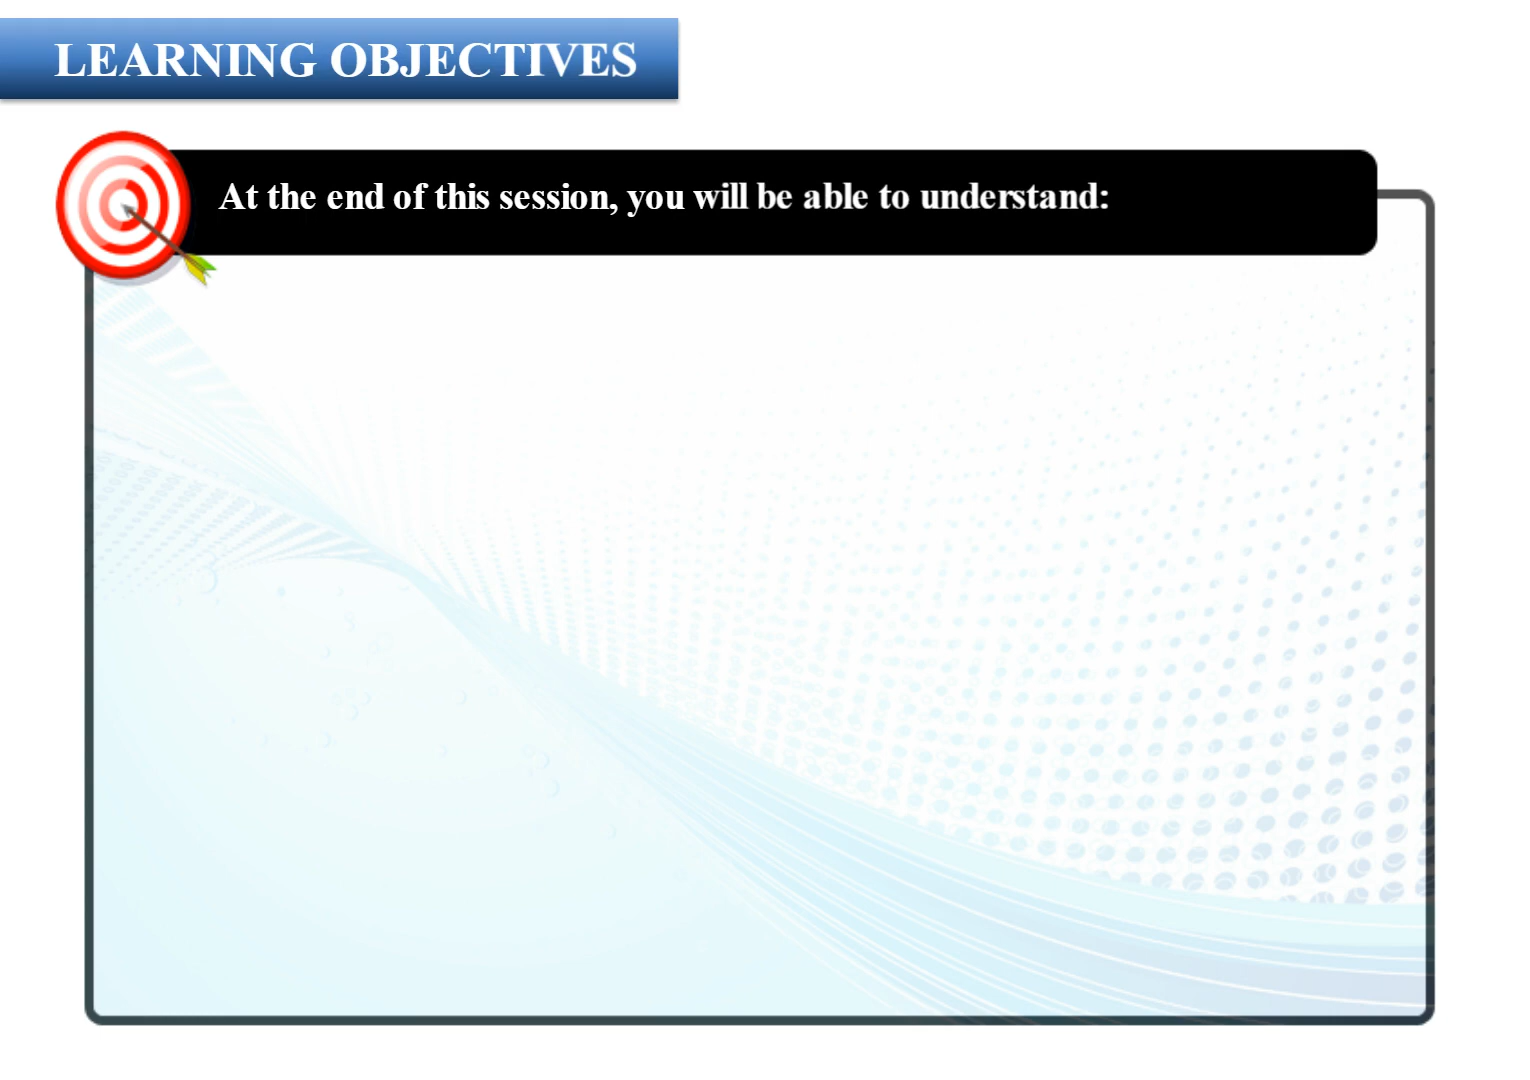 LEARNING OBJECTIVES
At the end of this session, you will be able to understand: